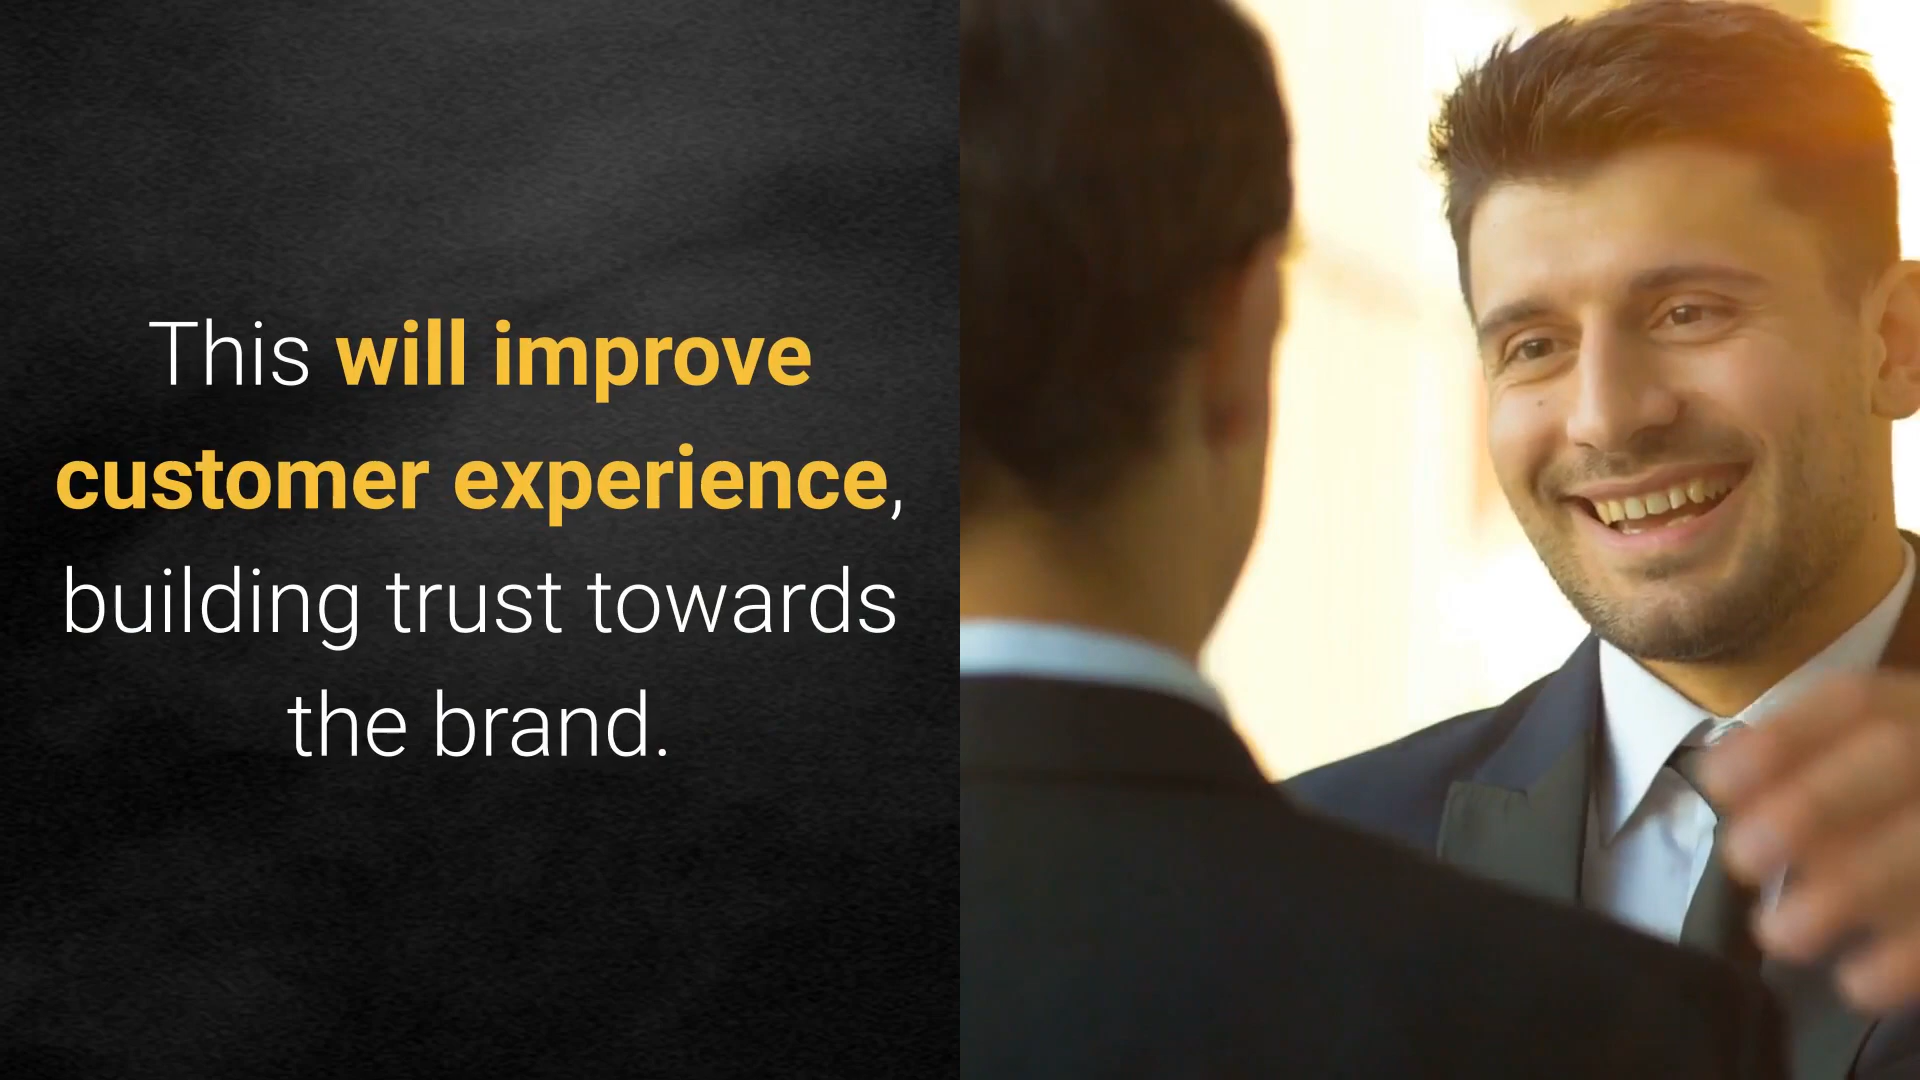 This will improve
customer experience,
building trust towards
the brand.